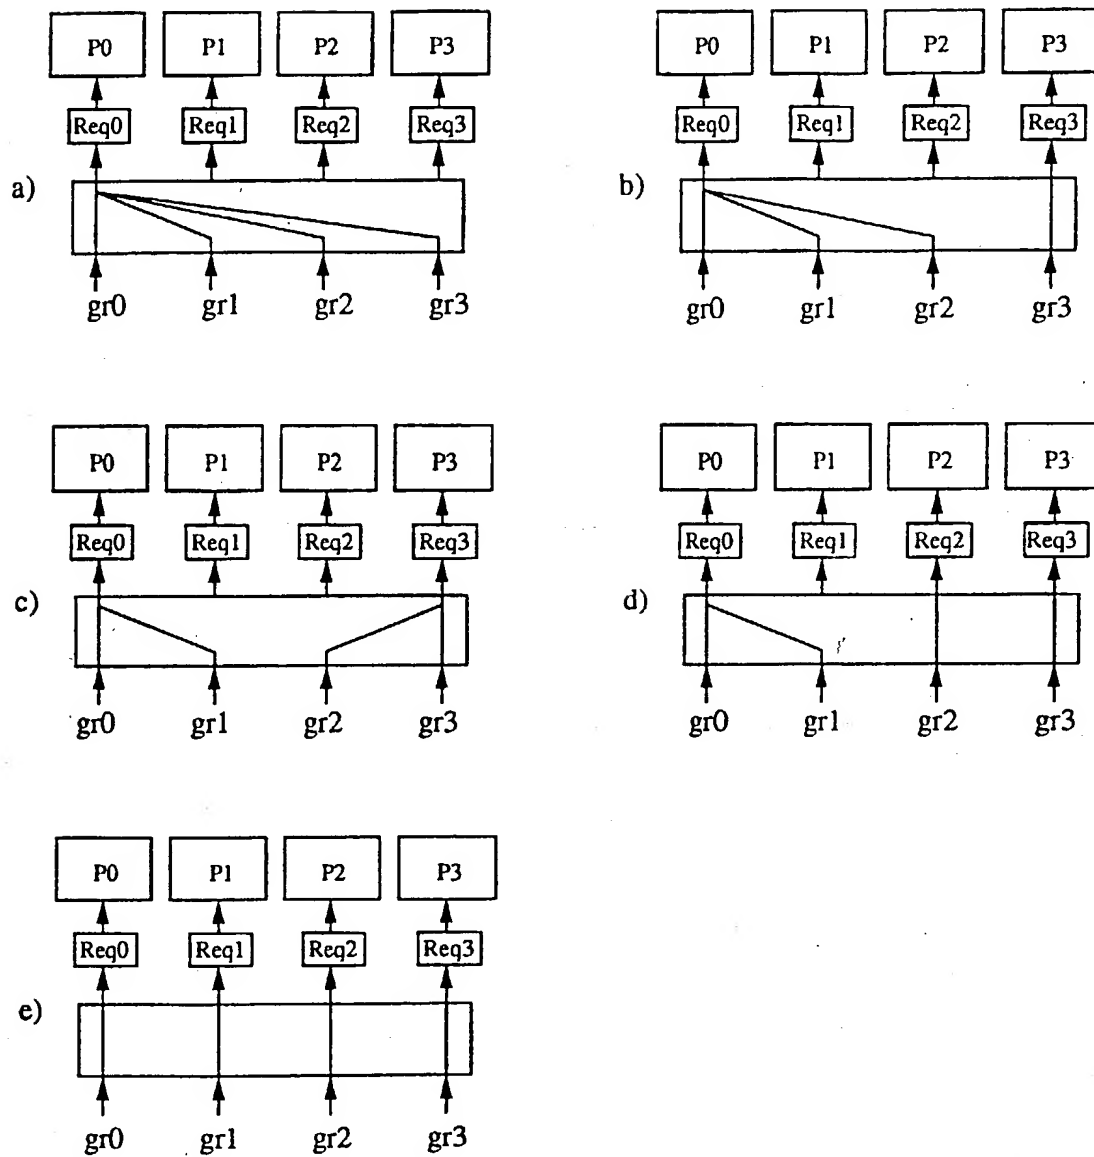 P0 P1 P2 P3
Req0 Req1 Req2 Req3
a)
gr0 gr1 gr2 gr3
P0 P1 P2 P3
Req0 Req1 Req2 Req3
b)
gr0 gr1 gr2 gr3
P0 P1 P2 P3
Req0 Req1 Req2 Req3
c)
gr0 gr1 gr2 gr3
P0 P1 P2 P3
Req0 Req1 Req2 Req3
d)
gr0 gr1 gr2 gr3
P0 P1 P2 P3
Req0 Req1 Req2 Req3
e)
gr0 gr1 gr2 gr3